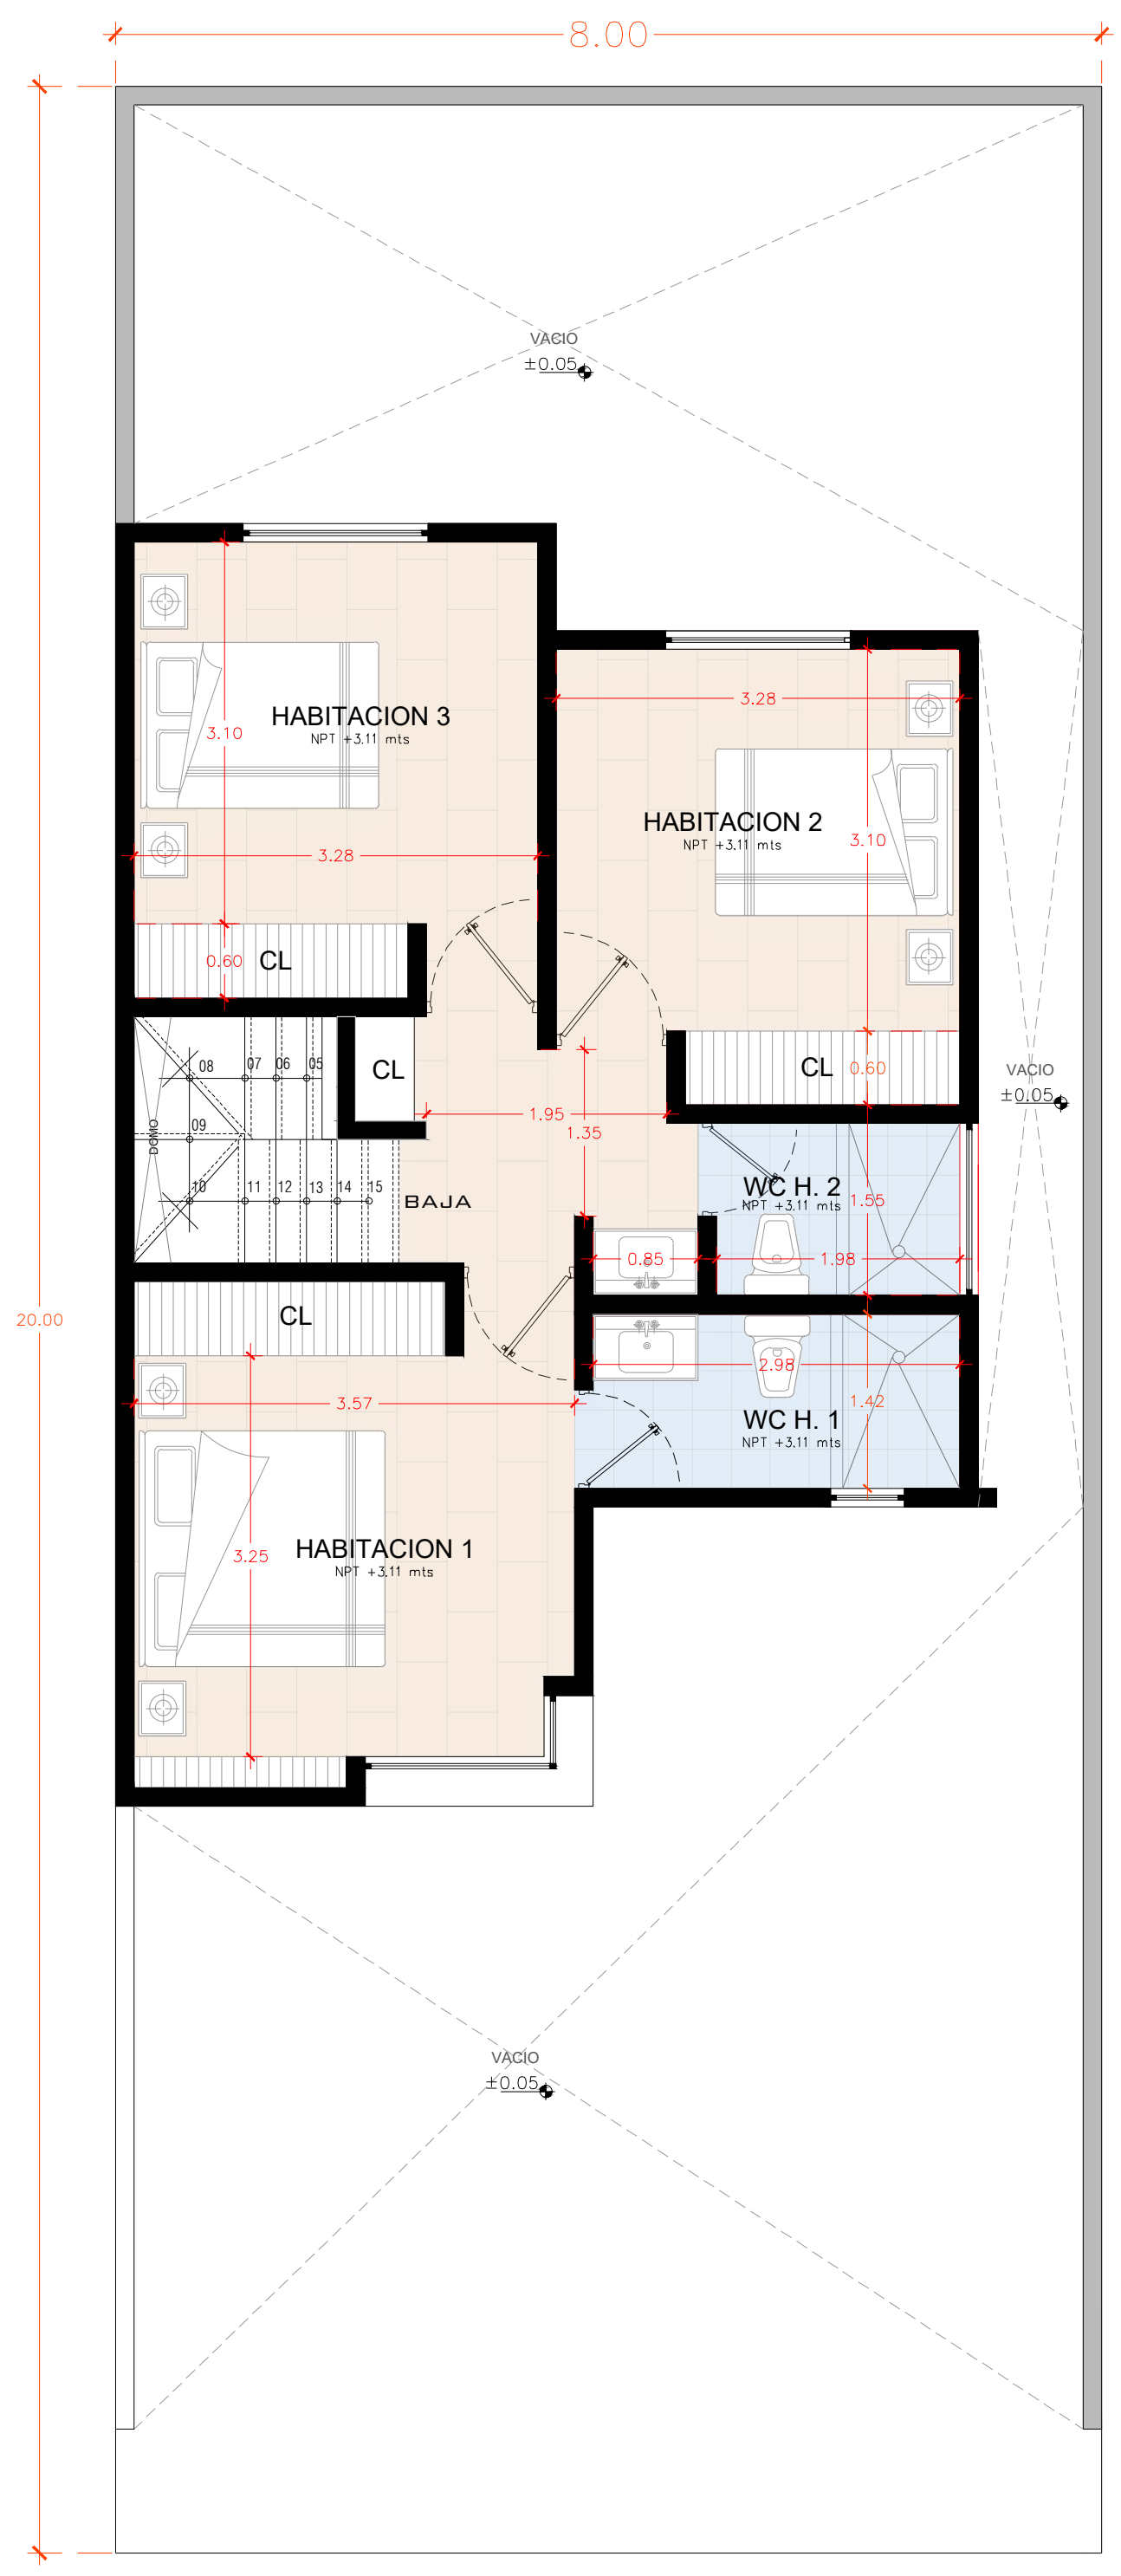 8.00
VACIO
±0.05
HABITACION 3
NPT +3.11 mts
3.10
3.28
0.60
CL
3.28
HABITACION 2
NPT +3.11 mts
3.10
CL
0.60
VACIO
±0.05
08
07
06
05
CL
1.95
1.35
DOMO
09
10
11
12
13
14
15
BAJA
WC H. 2
NPT +3.11 mts
1.55
0.85
1.98
20.00
CL
2.98
3.57
1.42
WC H. 1
NPT +3.11 mts
HABITACION 1
NPT +3.11 mts
3.25
VACIO
±0.05